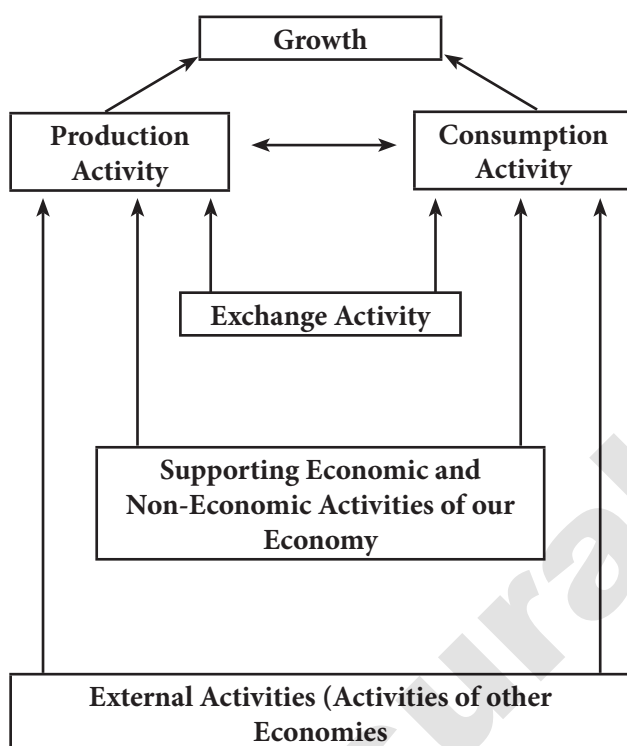 Growth
Production
Activity
Consumption
Activity
Exchange Activity
Supporting Economic and
Non-Economic Activities of our
Economy
External Activities (Activities of other
Economies